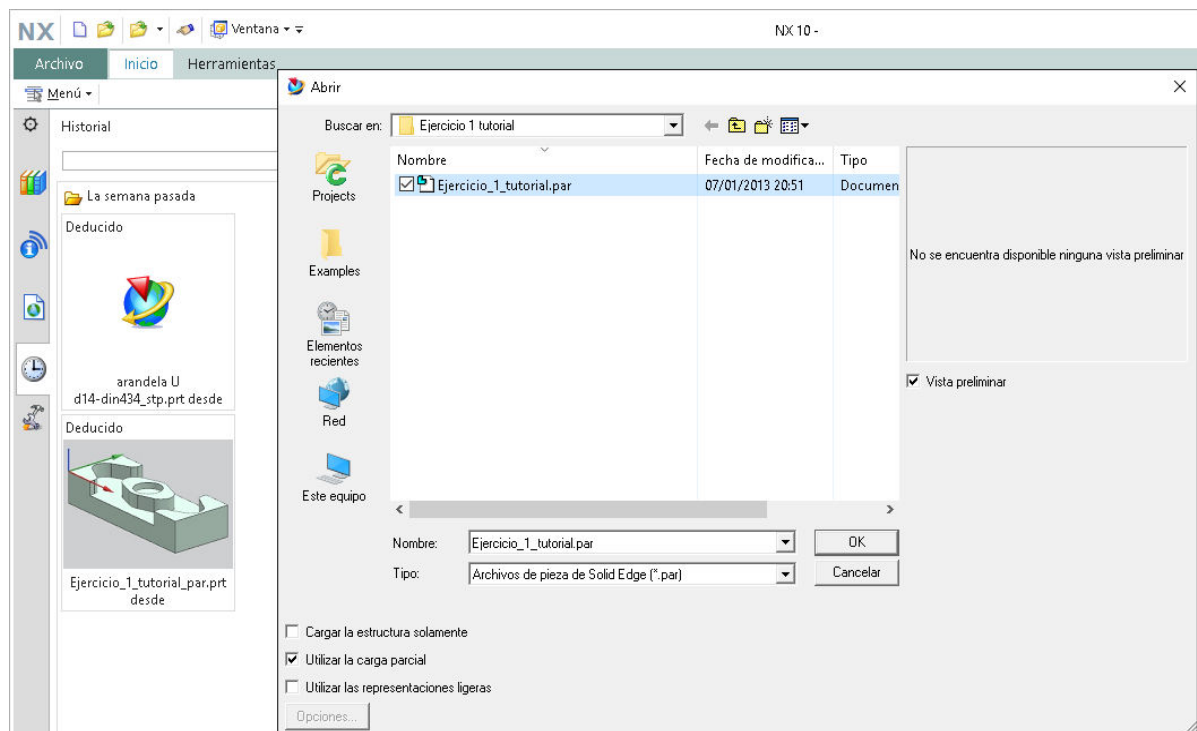 NX Ventana NX 10 -
Archivo Inicio Herramientas
Menú
Abrir
Historial
Buscar en: Ejercicio 1 tutorial
Nombre Fecha de modifica... Tipo
Ejercicio_1_tutorial.par 07/01/2013 20:51 Documen
Projects
La semana pasada
Deducido
No se encuentra disponible ninguna vista preliminar
Examples
Elementos
recientes
arandela U
d14-din434_stp.prt desde
Vista preliminar
Red
Deducido
Este equipo
Nombre: Ejercicio_1_tutorial.par OK
Tipo: Archivos de pieza de Solid Edge (*.par) Cancelar
Ejercicio_1_tutorial_par.prt
desde
Cargar la estructura solamente
Utilizar la carga parcial
Utilizar las representaciones ligeras
Opciones...